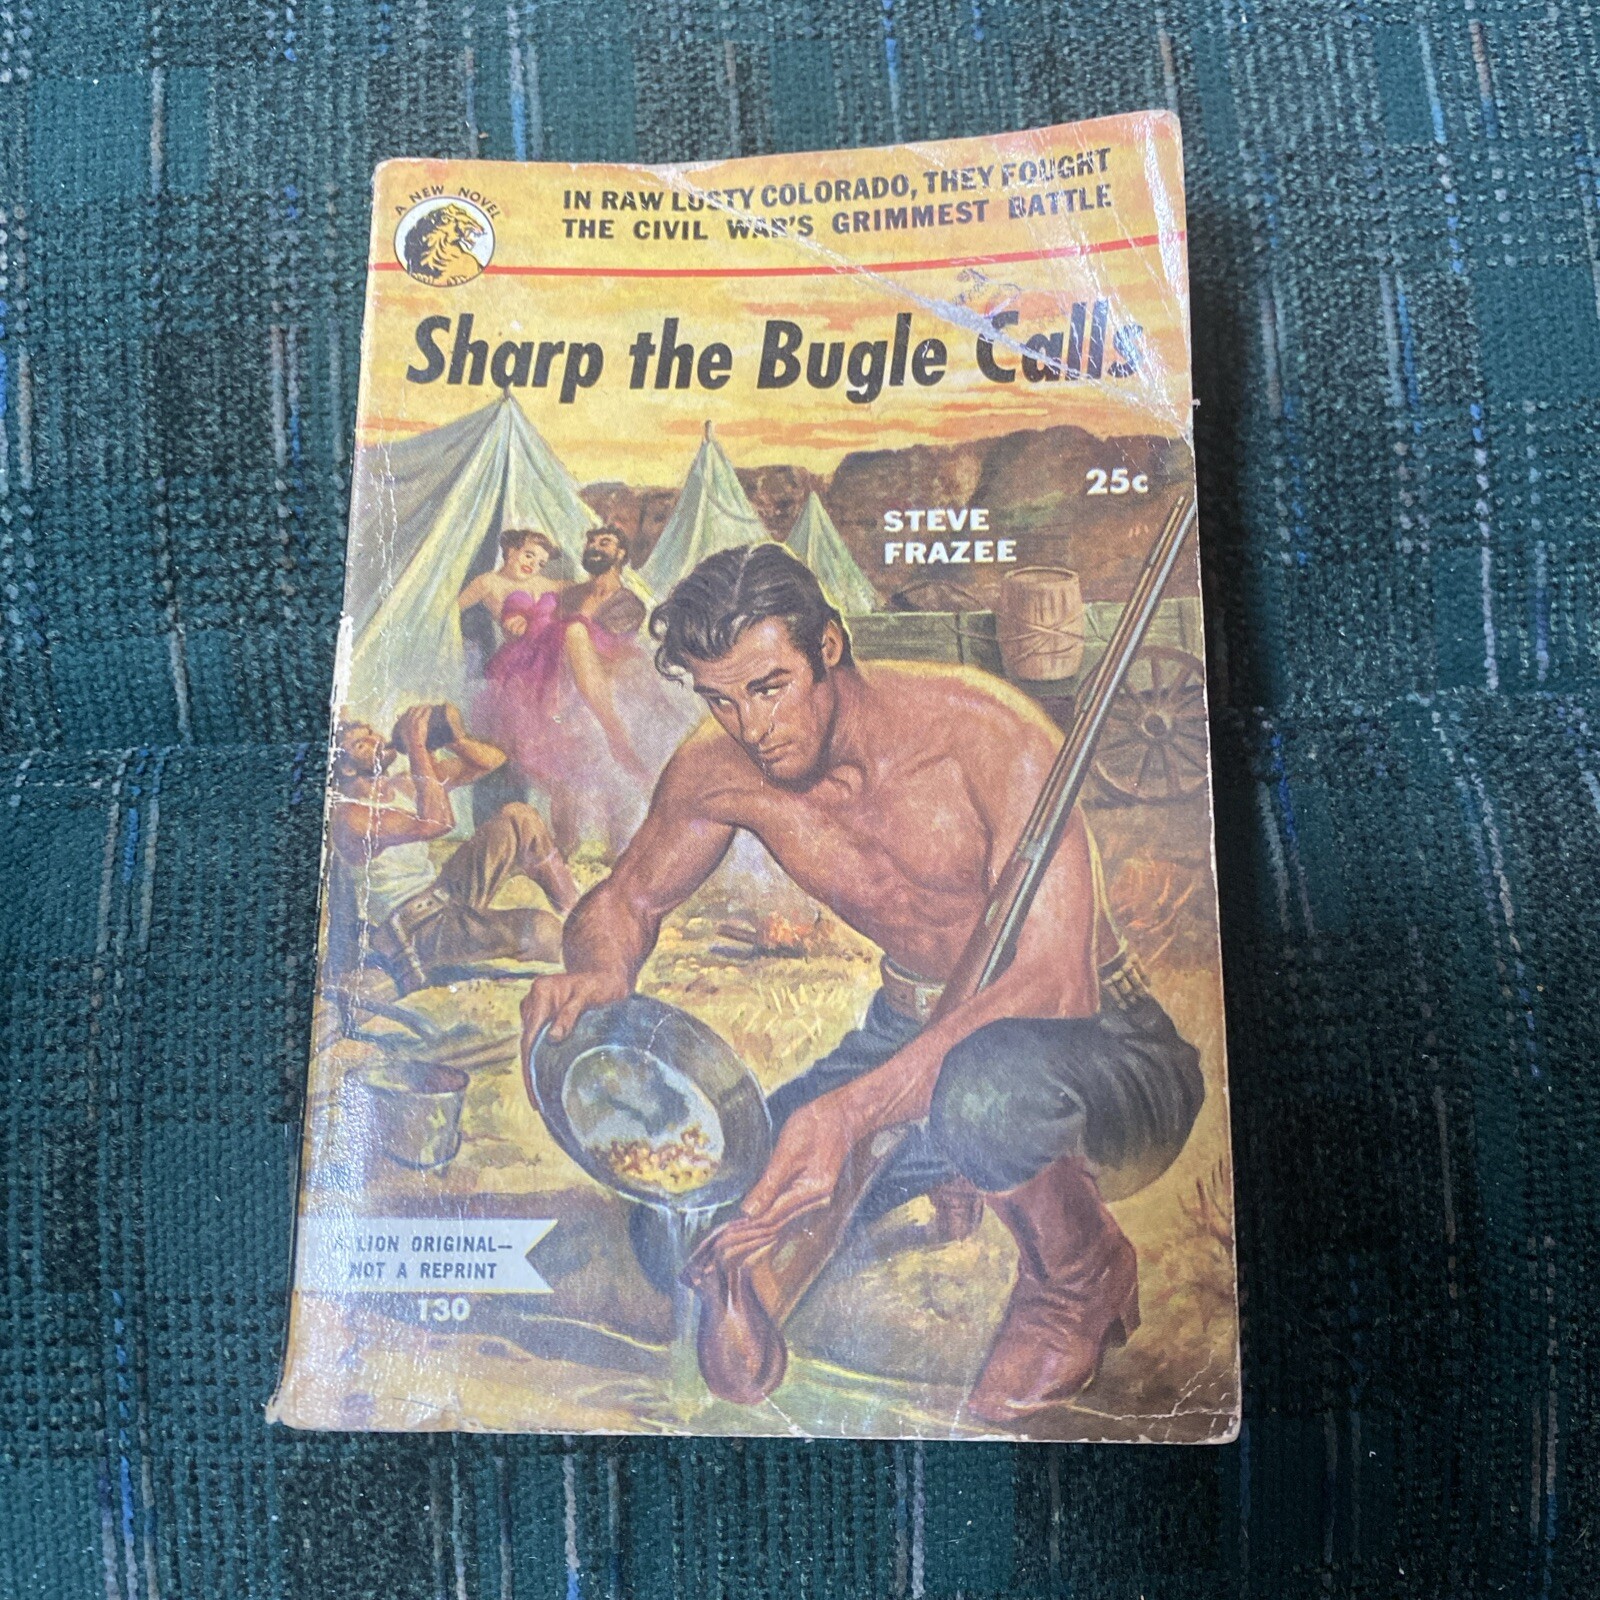 A NEW NOVEL
IN RAW LUSTY COLORADO, THEY FOUGHT
THE CIVIL WAR'S GRIMMEST BATTLE
Sharp the Bugle Calls
25c
STEVE
FRAZEE
A LION ORIGINAL—
NOT A REPRINT
130